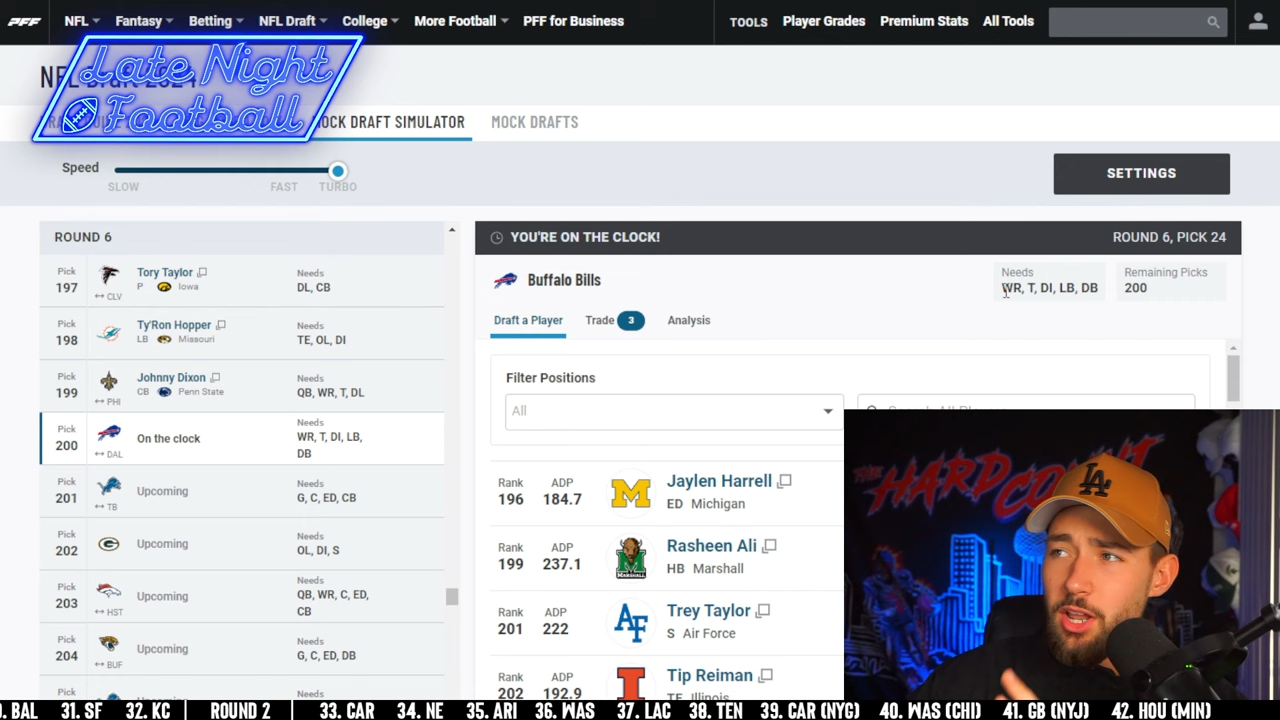 PFF NFL Fantasy Betting NFL Draft College More Football PFF for Business TOOLS Player Grades Premium Stats All Tools
Late Night
Football
MOCK DRAFT SIMULATOR MOCK DRAFTS
Speed
SLOW FAST TURBO
SETTINGS
ROUND 6
Pick
197
CLV
Tory Taylor
P Iowa
Needs
DL, CB
Pick
198
Ty'Ron Hopper
LB Missouri
Needs
TE, OL, DI
Pick
199
PHI
Johnny Dixon
CB Penn State
Needs
QB, WR, T, DL
Pick
200
DAL
On the clock
Needs
WR, T, DI, LB,
DB
Pick
201
TB
Upcoming
Needs
G, C, ED, CB
Pick
202
Upcoming
Needs
OL, DI, S
Pick
203
HST
Upcoming
Needs
QB, WR, C, ED,
CB
Pick
204
BUF
Upcoming
Needs
G, C, ED, DB
YOU'RE ON THE CLOCK! ROUND 6, PICK 24
Buffalo Bills
Needs
WR, T, DI, LB, DB
Remaining Picks
200
Draft a Player Trade 3 Analysis
Filter Positions
All
Rank
196
ADP
184.7
Jaylen Harrell
ED Michigan
Rank
199
ADP
237.1
MARSHALL
Rasheen Ali
HB Marshall
Rank
201
ADP
222
AF
Trey Taylor
S Air Force
Rank
202
ADP
192.9
Tip Reiman
TE Illinois
THE HARD COUNT
LA
BAL 31. SF 32. KC | ROUND 2 | 33. CAR 34. NE 35. ARI 36. WAS 37. LAC 38. TEN 39. CAR (NYG) 40. WAS (CHI) 41. GB (NYJ) 42. HOU (MIN)